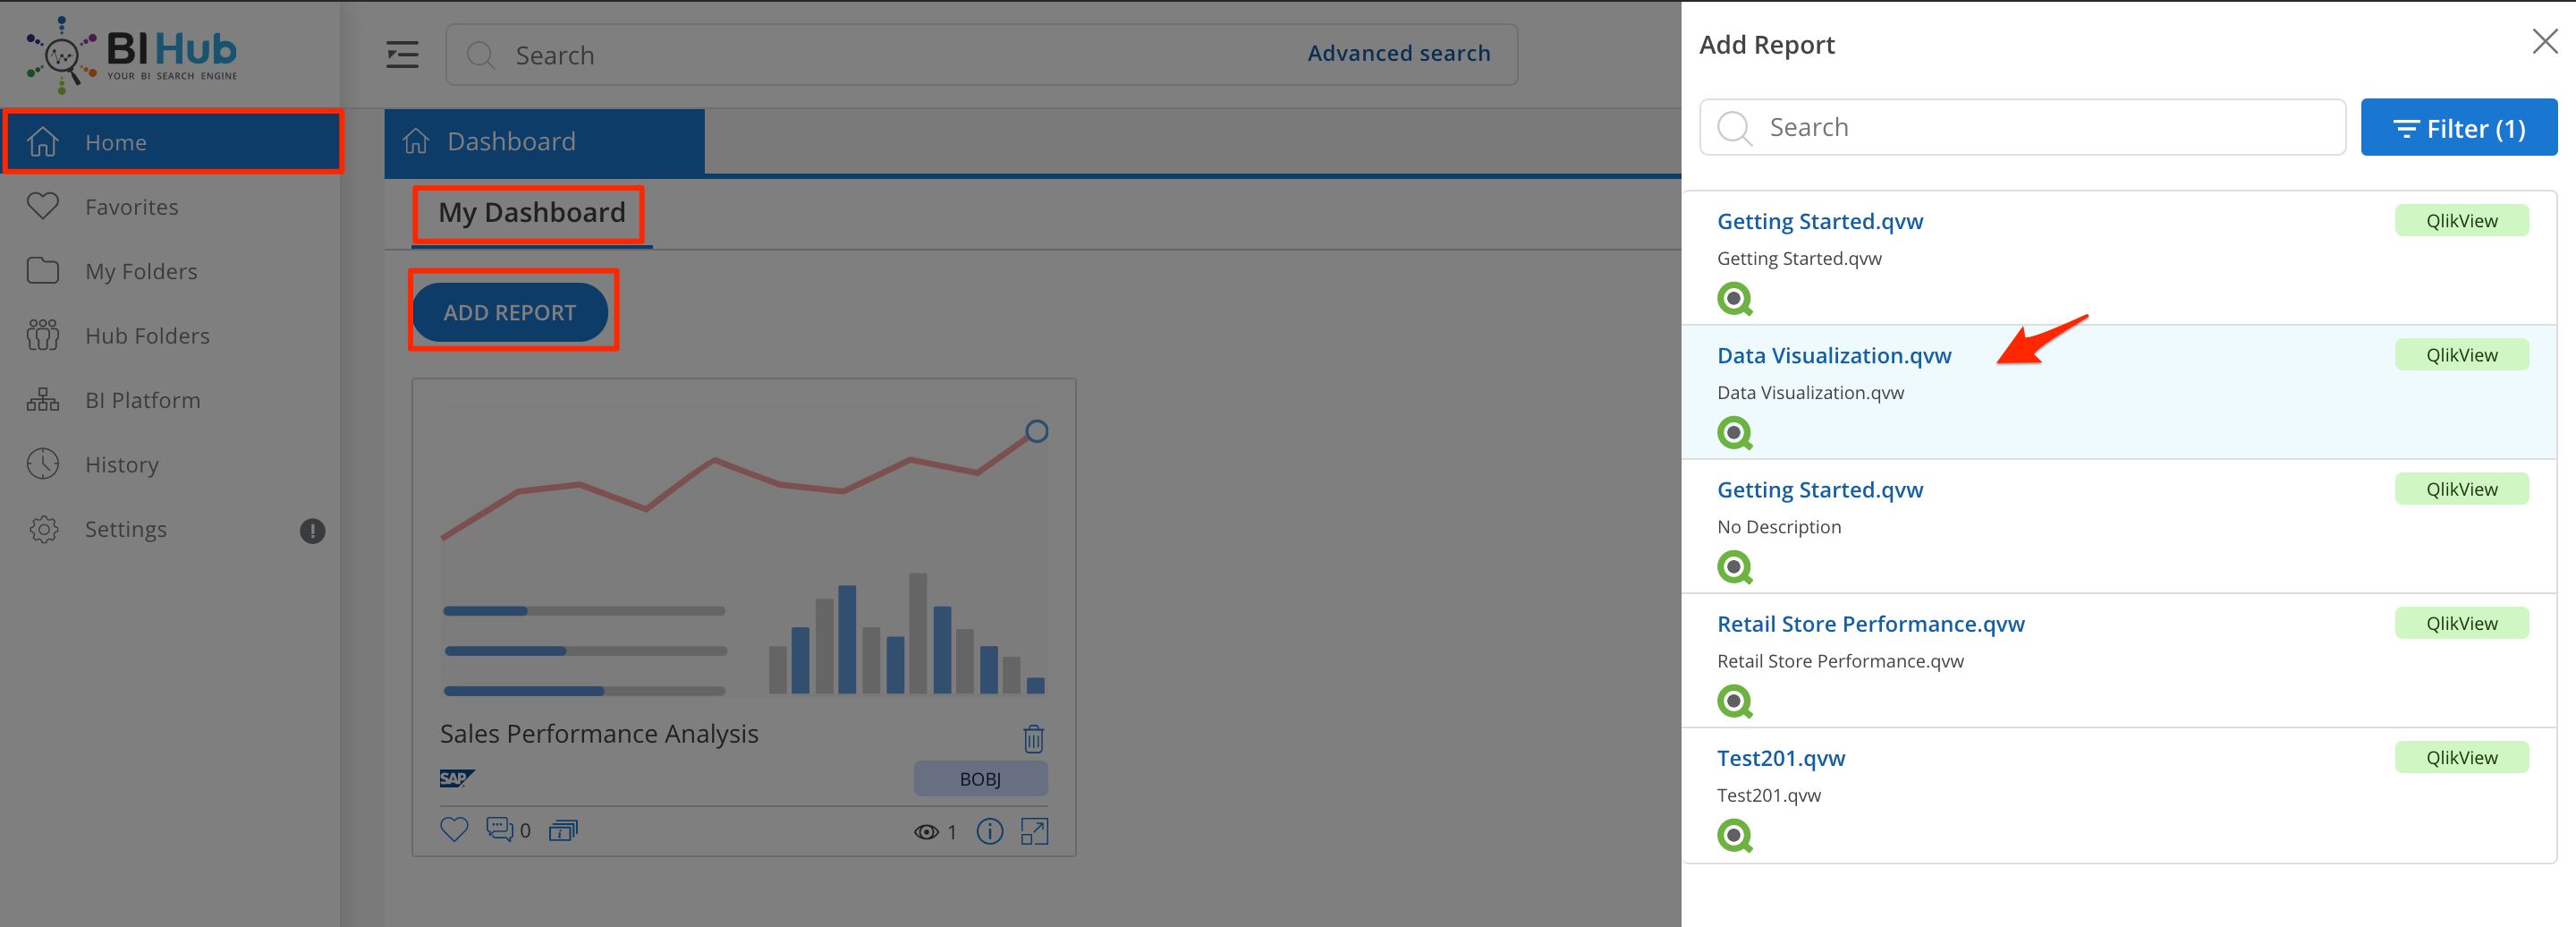 BI Hub
YOUR BI SEARCH ENGINE
Home
Favorites
My Folders
Hub Folders
BI Platform
History
Settings
!
Search
Advanced search
Dashboard
My Dashboard
ADD REPORT
Sales Performance Analysis
SAP
BOBJ
0
i
1
i
Add Report
Search
Filter (1)
Getting Started.qvw
QlikView
Getting Started.qvw
Data Visualization.qvw
QlikView
Data Visualization.qvw
Getting Started.qvw
QlikView
No Description
Retail Store Performance.qvw
QlikView
Retail Store Performance.qvw
Test201.qvw
QlikView
Test201.qvw